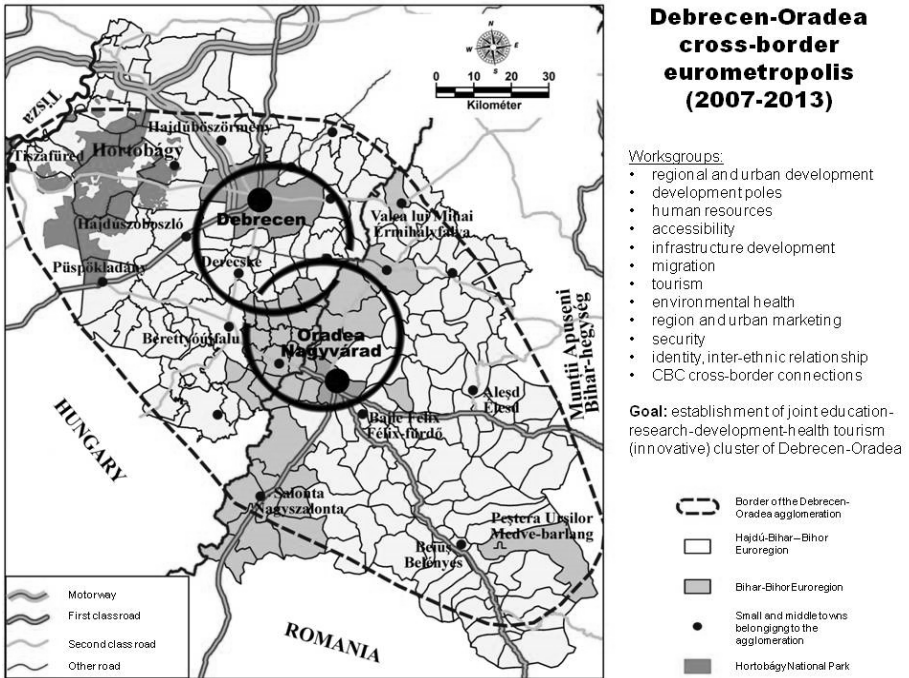 Debrecen-Oradea
cross-border
eurometropolis
(2007-2013)
Worksgroups:
• regional and urban development
• development poles
• human resources
• accessibility
• infrastructure development
• migration
• tourism
• environmental health
• region and urban marketing
• security
• identity, inter-ethnic relationship
• CBC cross-border connections
Goal: establishment of joint education-
research-development-health tourism
(innovative) cluster of Debrecen-Oradea
Border of the Debrecen-
Oradea agglomeration
Hajdú-Bihar–Bihor
Euroregion
Bihar-Bihor Euroregion
Small and middle towns
belongigng to the
agglomeration
Hortobágy National Park
N
W E
S
0 10 20 30
Kilométer
Tisza
Hajdúböszörmény
Hortobágy
Tiszafüred
Debrecen
Valea lui Mihai
Érmihályfalva
Hajdúszoboszló
Derecske
Püspökladány
Berettyóújfalu
Oradea
Nagyvárad
Munții Apuseni
Bihar-hegység
Aleşd
Élesd
Baile Felix
Félix-fürdő
HUNGARY
Salonta
Nagyszalonta
Peştera Ursilor
Medve-barlang
Beiuş
Belényes
ROMANIA
Motorway
First class road
Second class road
Other road